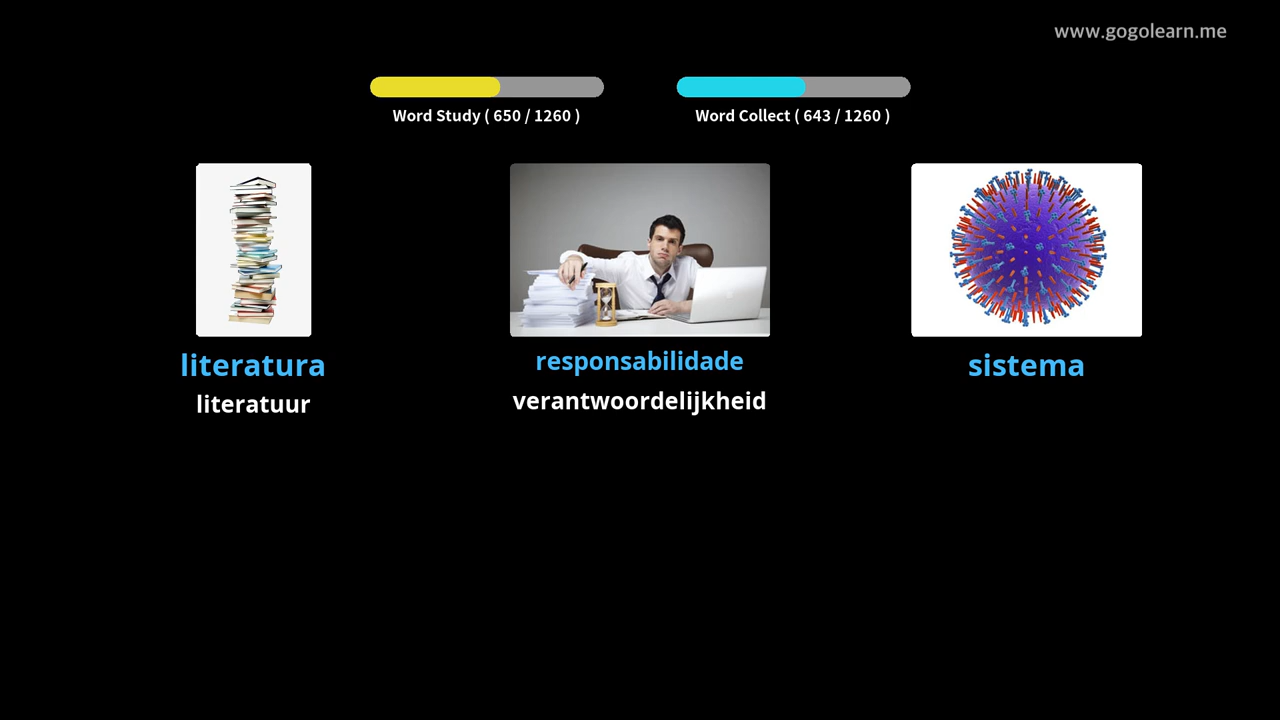 www.gogolearn.me
Word Study ( 650 / 1260 )
Word Collect ( 643 / 1260 )
literatura
literatuur
responsabilidade
verantwoordelijkheid
sistema